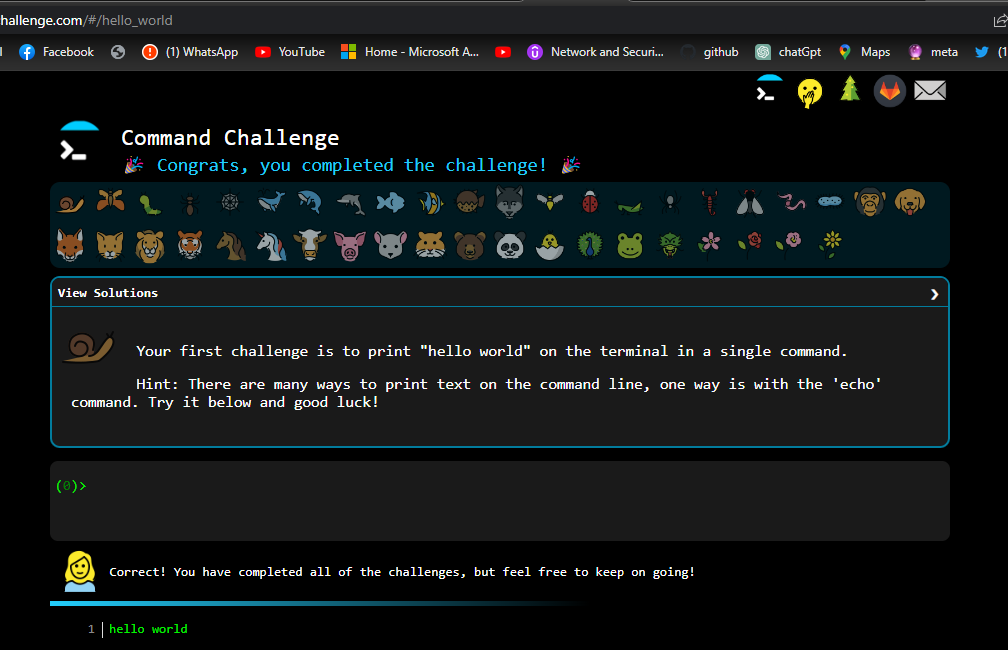 hallenge.com/#/hello_world
Facebook (1) WhatsApp YouTube Home - Microsoft A... Network and Securi... github chatGpt Maps meta (1
Command Challenge
Congrats, you completed the challenge!
View Solutions
Your first challenge is to print "hello world" on the terminal in a single command.
Hint: There are many ways to print text on the command line, one way is with the 'echo'
command. Try it below and good luck!
(0)>
Correct! You have completed all of the challenges, but feel free to keep on going!
1 hello world